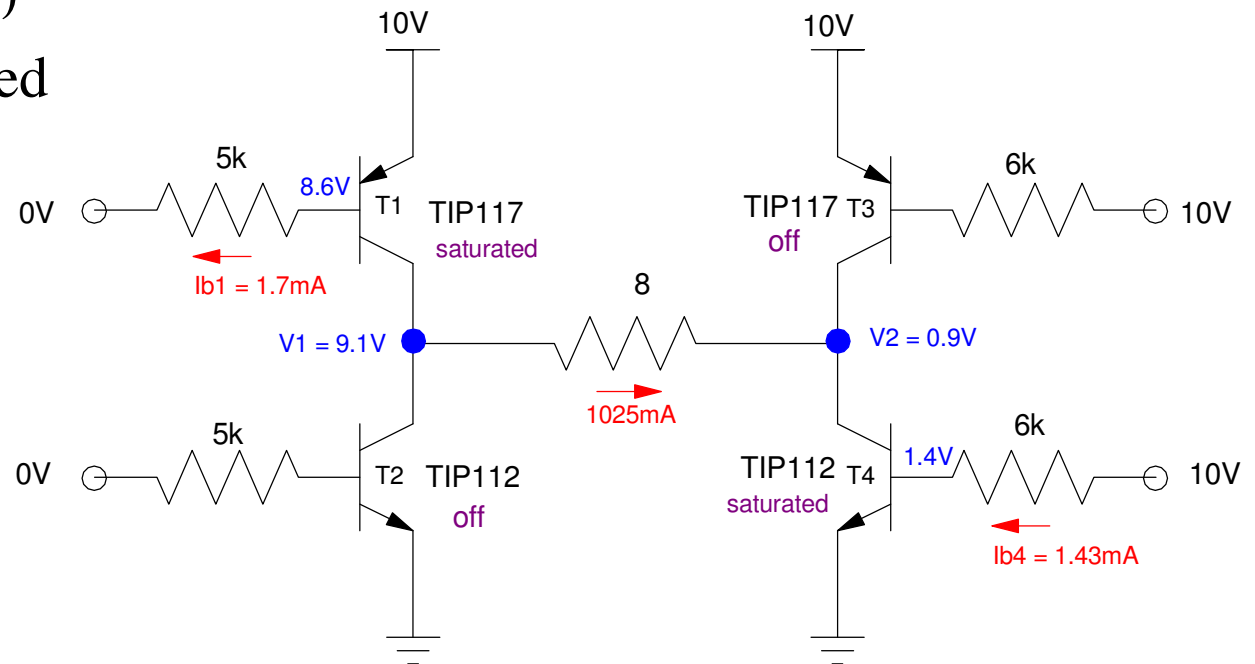 )
ed
10V
10V
5k
6k
8.6V
0V
T1
TIP117
TIP117
T3
10V
saturated
off
Ib1 = 1.7mA
8
V1 = 9.1V
V2 = 0.9V
1025mA
5k
6k
0V
T2
TIP112
TIP112
T4
1.4V
10V
off
saturated
Ib4 = 1.43mA